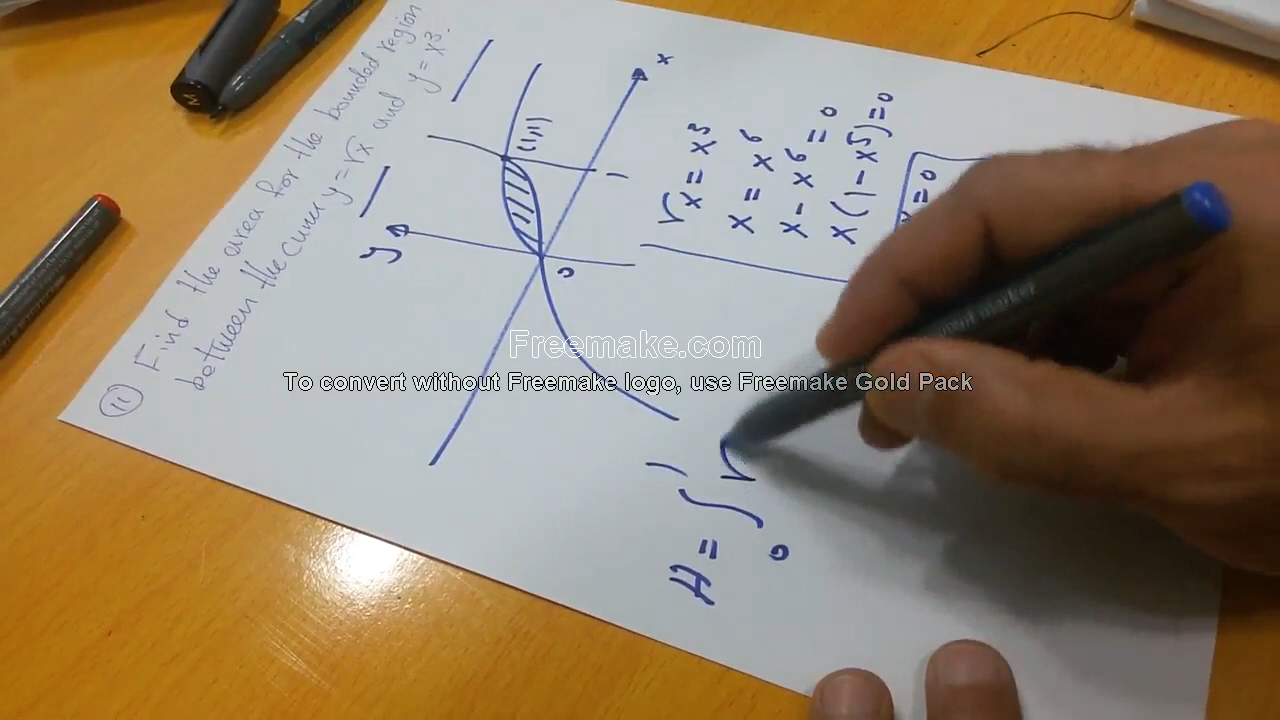 11 Find the area for the bounded region
between the curves y = √x and y = x³.
y
x
(1,1)
1
0
√x = x³
x = x⁶
x - x⁶ = 0
x(1 - x⁵) = 0
x = 0
A = ∫₀¹ √
M
Freemake.com
To convert without Freemake logo, use Freemake Gold Pack